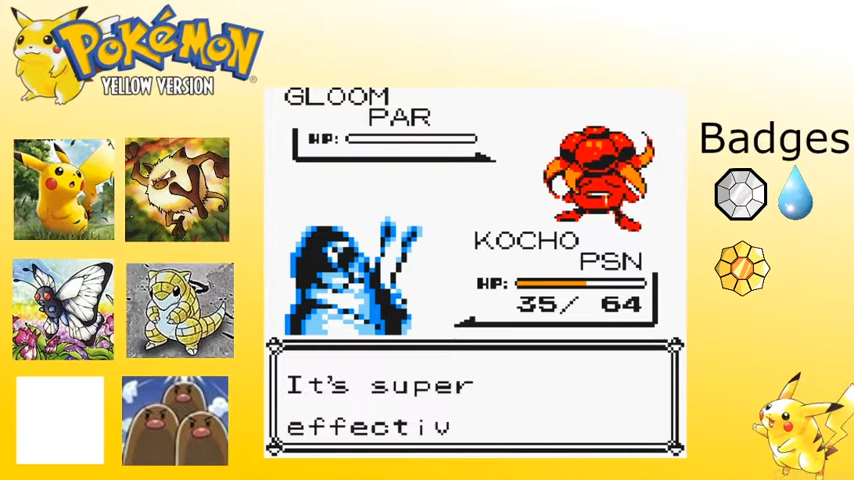 POKÉMON
YELLOW VERSION
GLOOM
PAR
HP:
Badges
KOCHO
PSN
HP:
35/ 64
It's super
effectiv